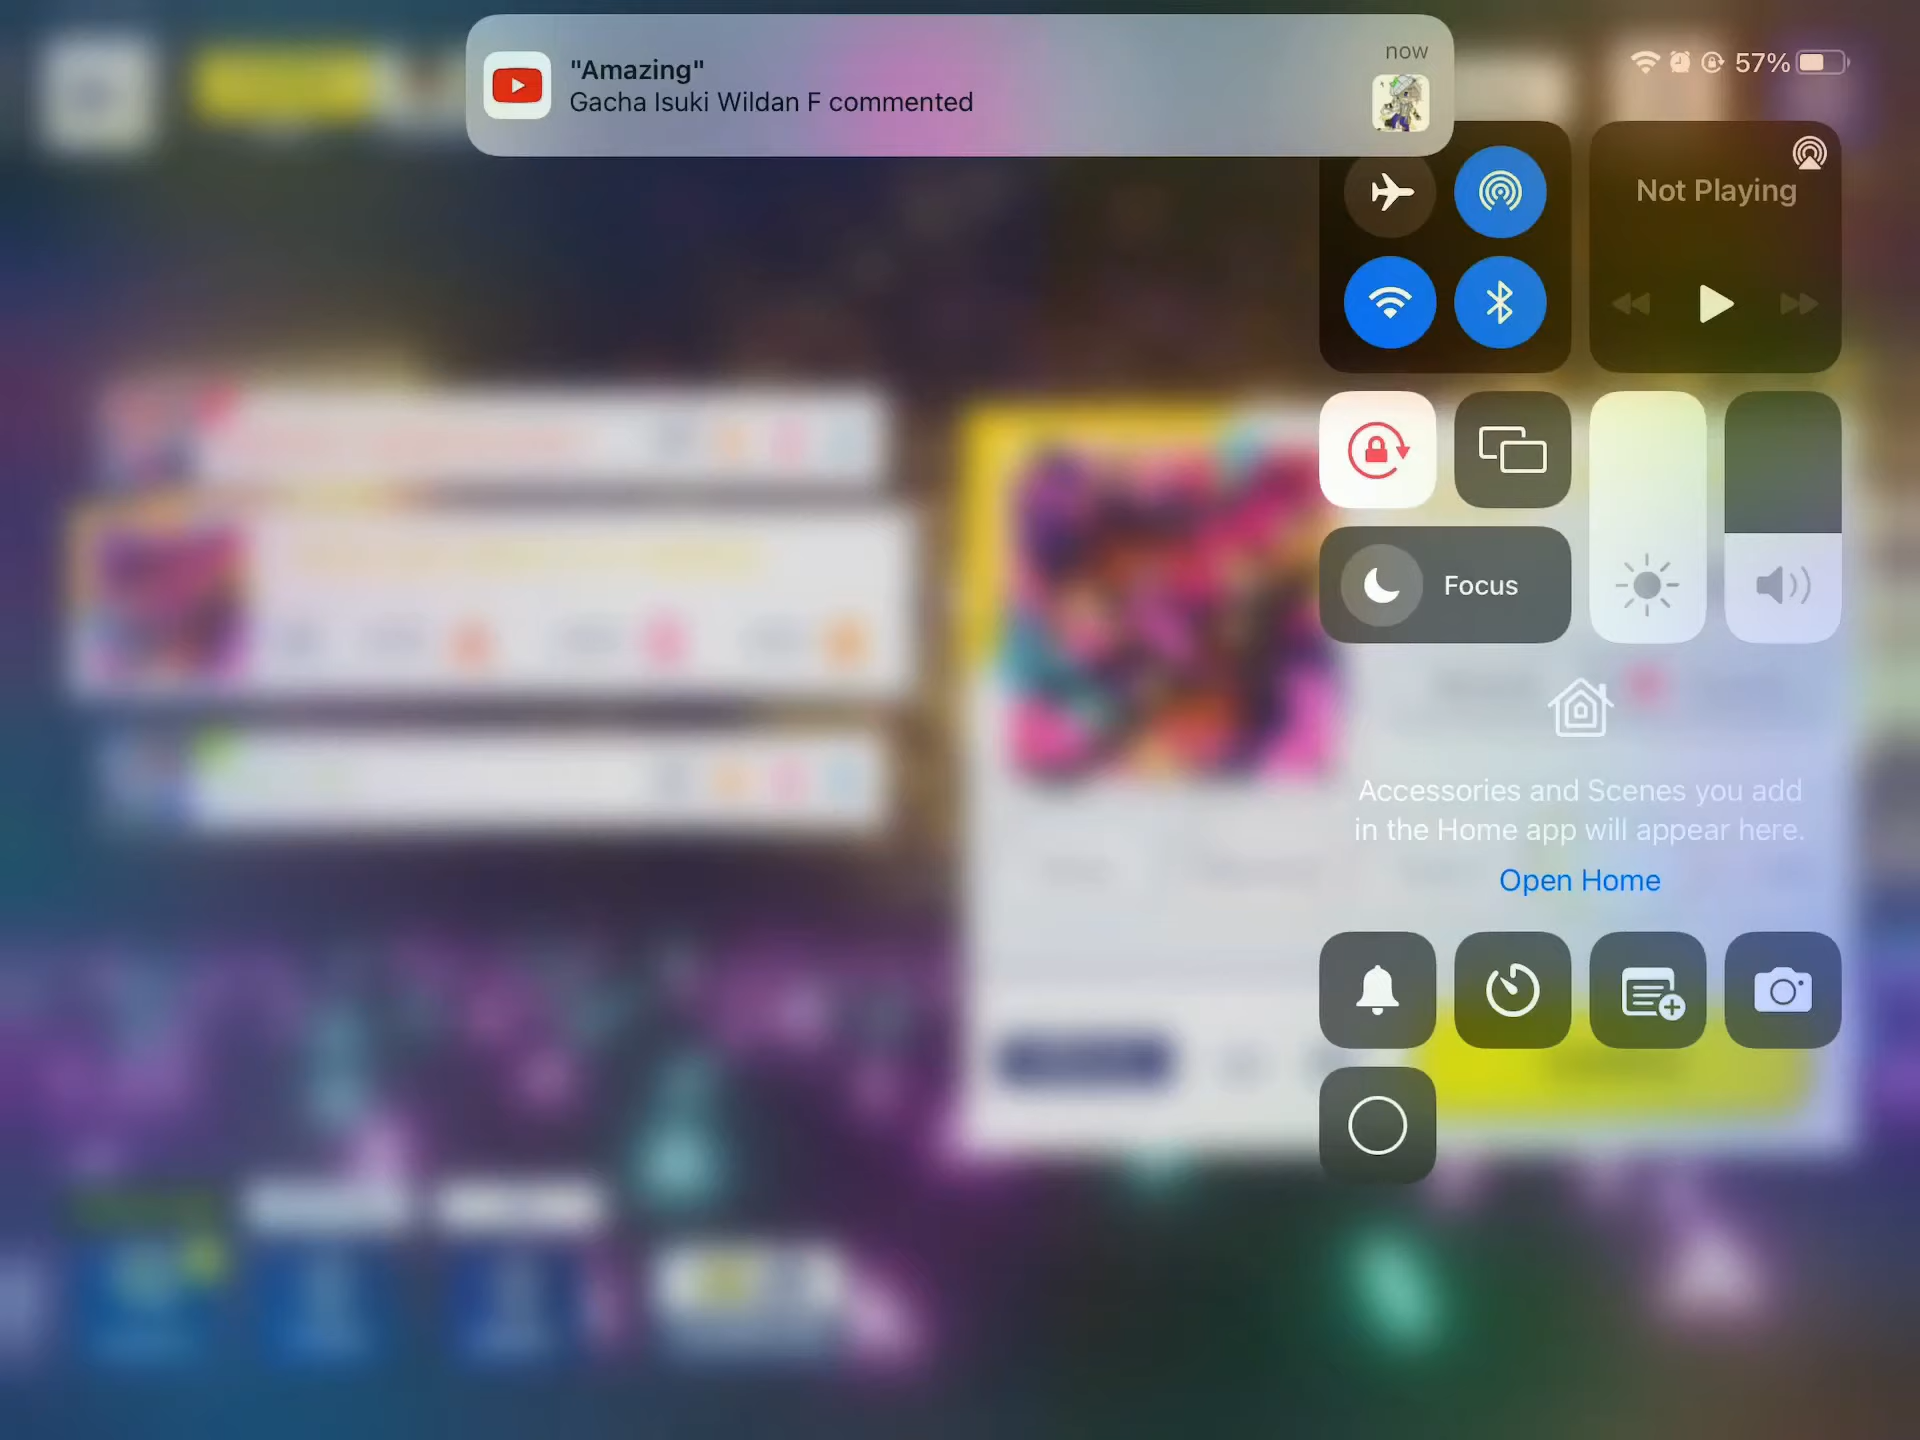 "Amazing"
Gacha Isuki Wildan F commented
now
57%
Not Playing
Focus
Accessories and Scenes you add
in the Home app will appear here.
Open Home